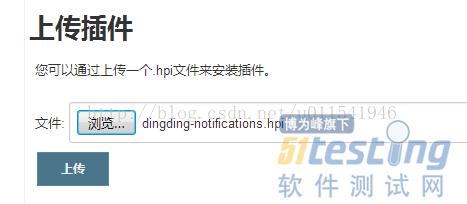 上传插件
您可以通过上传一个.hpi文件来安装插件。
http://blog.csdn.net/u011541946
文件: 浏览... dingding-notifications.hpi
博为峰旗下
51testing
上传
软件测试网